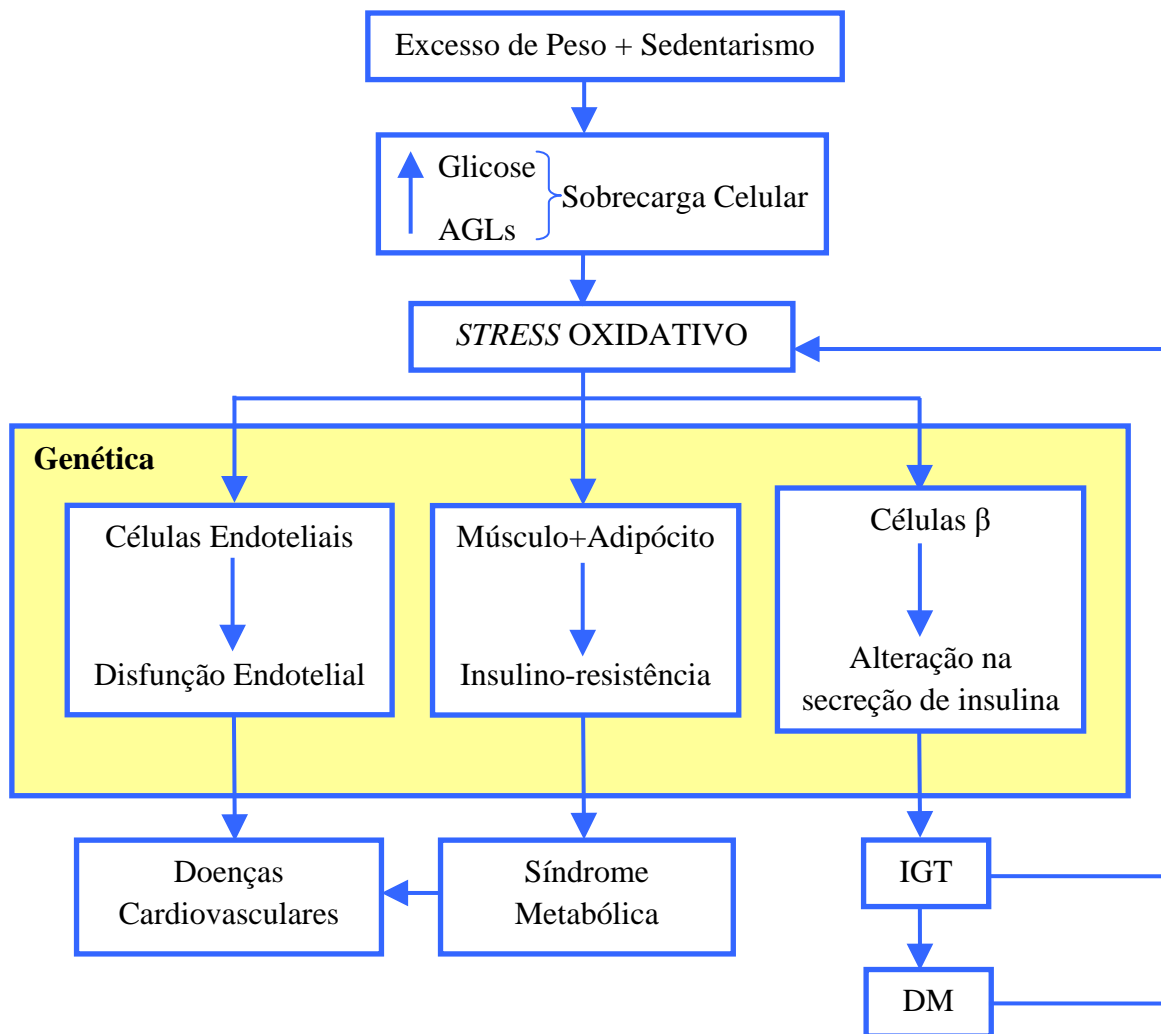 Excesso de Peso + Sedentarismo
Glicose
AGLs
Sobrecarga Celular
STRESS OXIDATIVO
Genética
Células Endoteliais
Disfunção Endotelial
Músculo+Adipócito
Insulino-resistência
Células β
Alteração na
secreção de insulina
Doenças
Cardiovasculares
Síndrome
Metabólica
IGT
DM